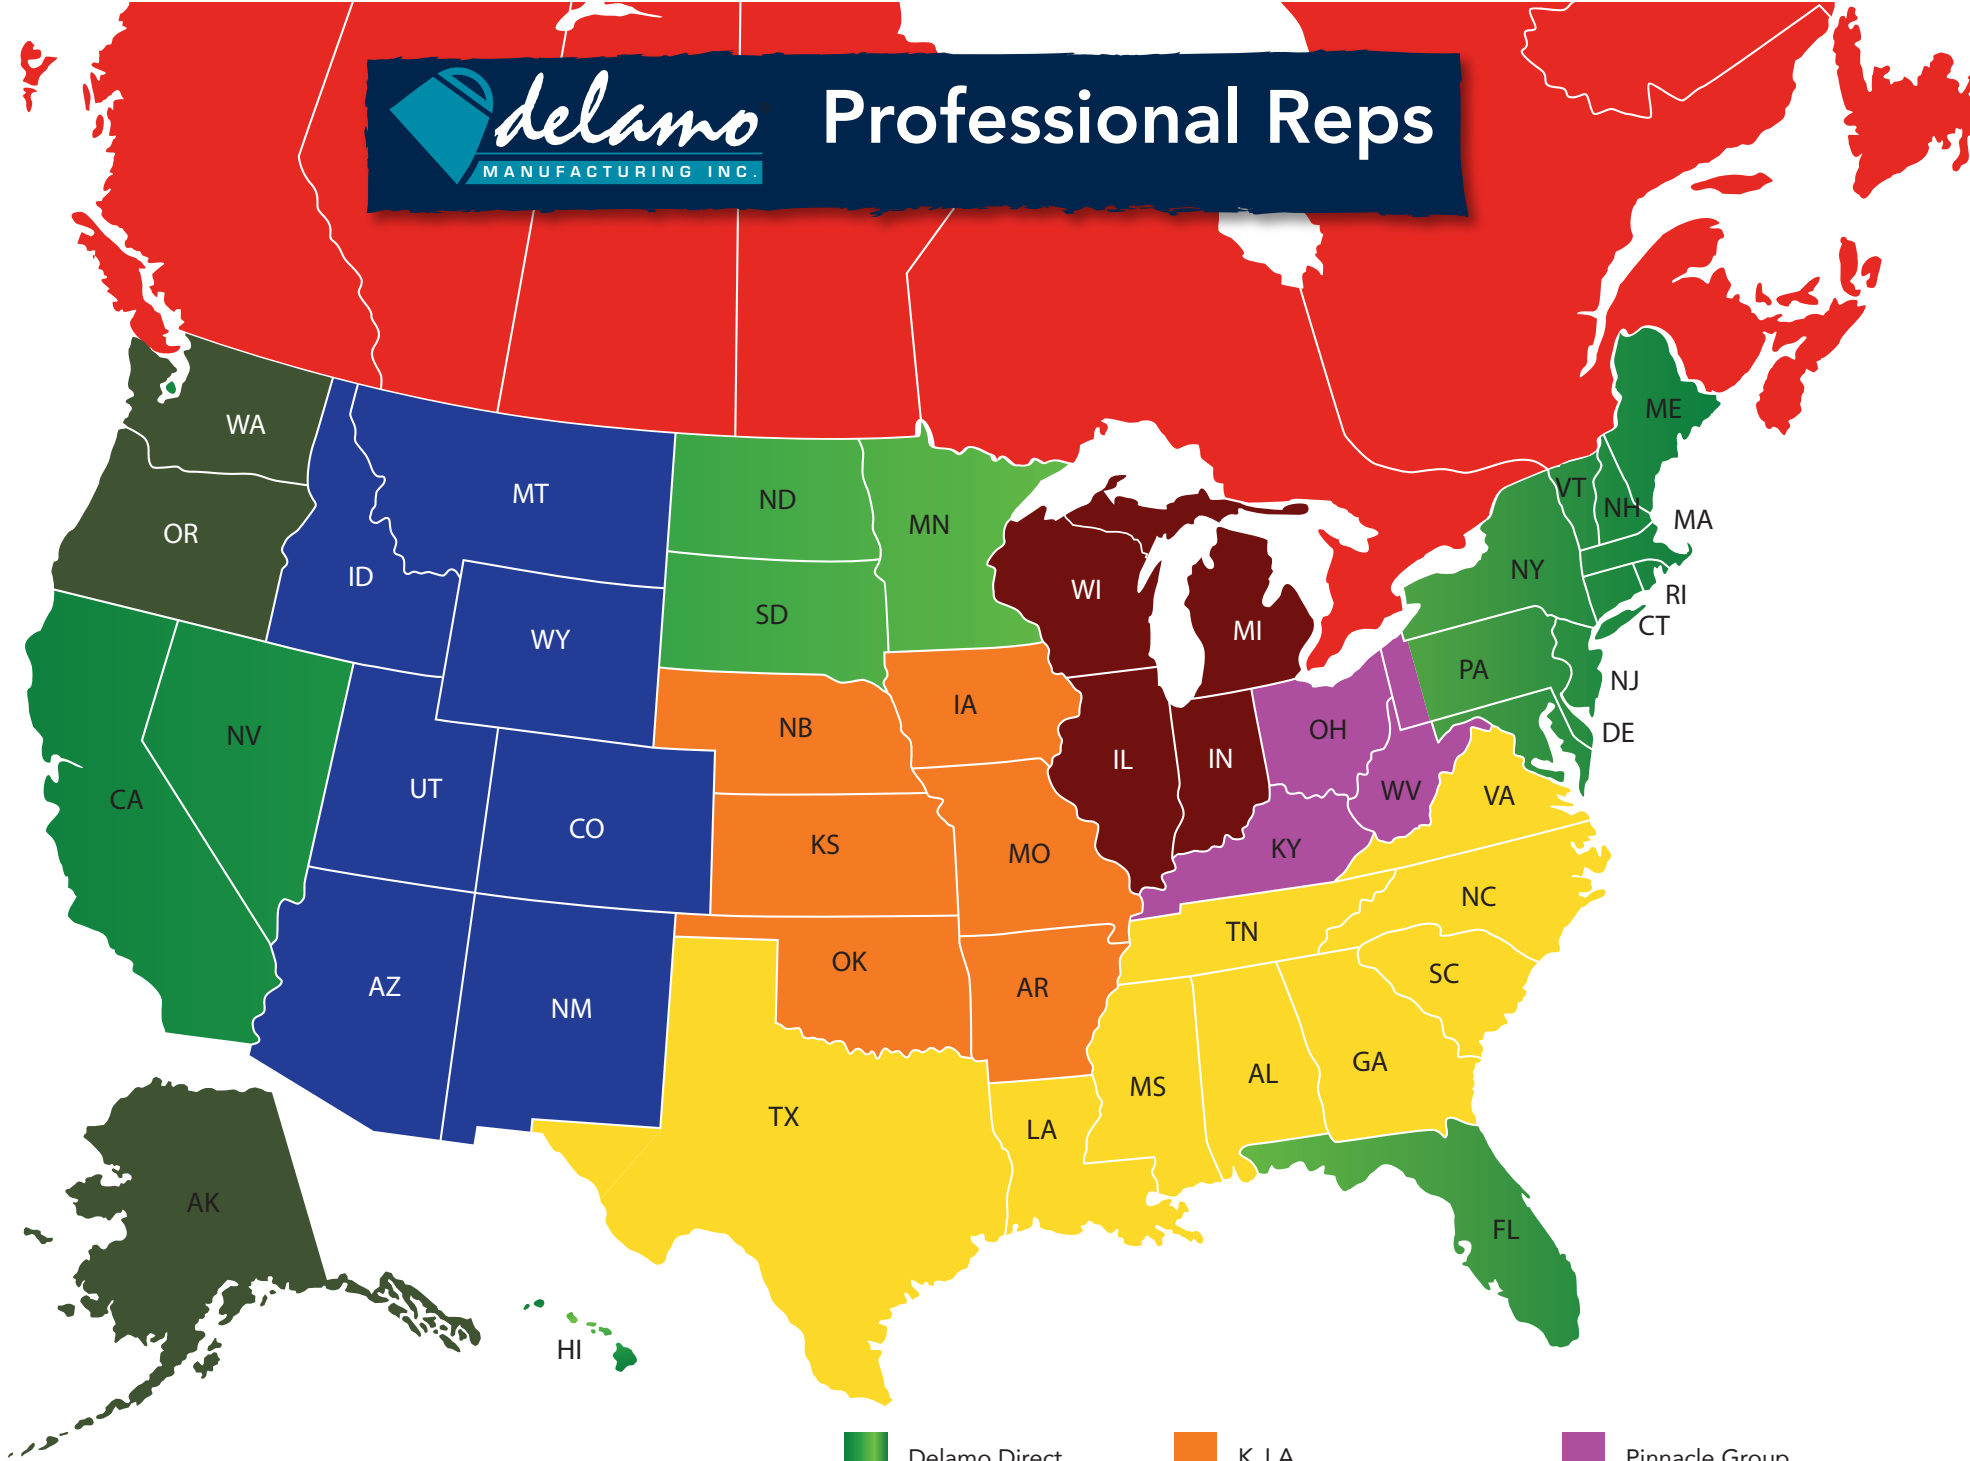 delamo Professional Reps
MANUFACTURING INC.
WA
ME
MT
ND
VT
NH
MA
OR
MN
ID
NY
WI
RI
SD
CT
WY
MI
PA
NJ
IA
NB
OH
DE
NV
IL
IN
UT
WV
VA
CA
CO
KS
MO
KY
NC
TN
OK
SC
AZ
AR
NM
GA
AL
MS
TX
LA
AK
FL
HI
Delamo Direct
K.J.A.
Pinnacle Group